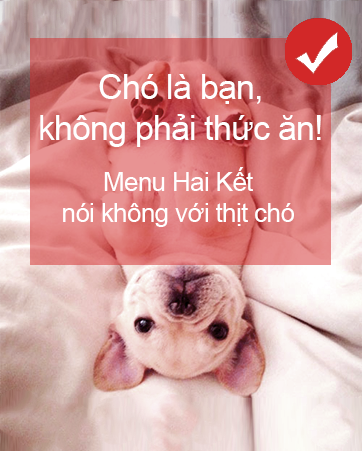 Chó là bạn,
không phải thức ăn!
Menu Hai Kết
nói không với thịt chó